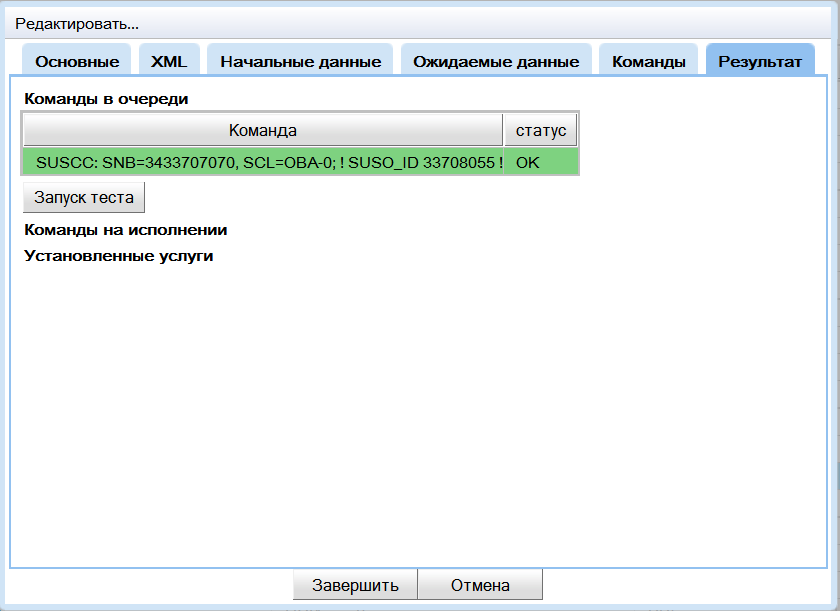 Редактировать...
Основные XML Начальные данные Ожидаемые данные Команды Результат
Команды в очереди
Команда статус
SUSCC: SNB=3433707070, SCL=OBA-0; ! SUSO_ID 33708055 ! OK
Запуск теста
Команды на исполнении
Установленные услуги
Завершить Отмена